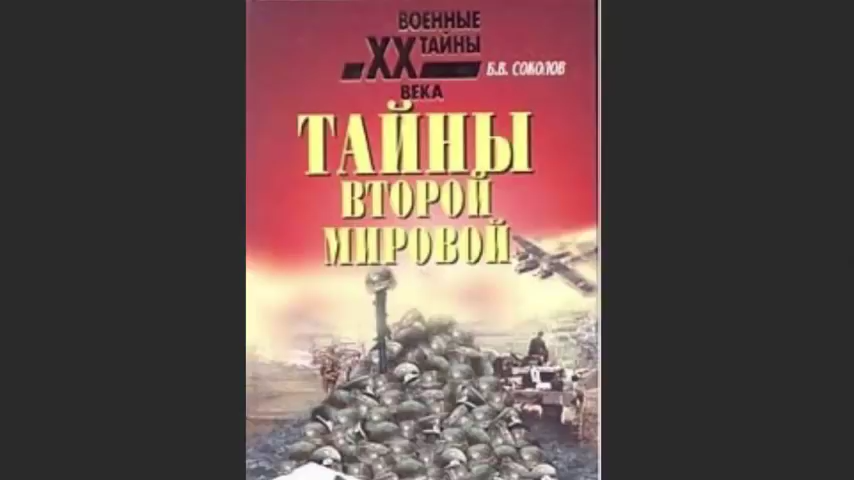 ВОЕННЫЕ
XX ТАЙНЫ
Б.В. СОКОЛОВ
ВЕКА
ТАЙНЫ
ВТОРОЙ
МИРОВОЙ